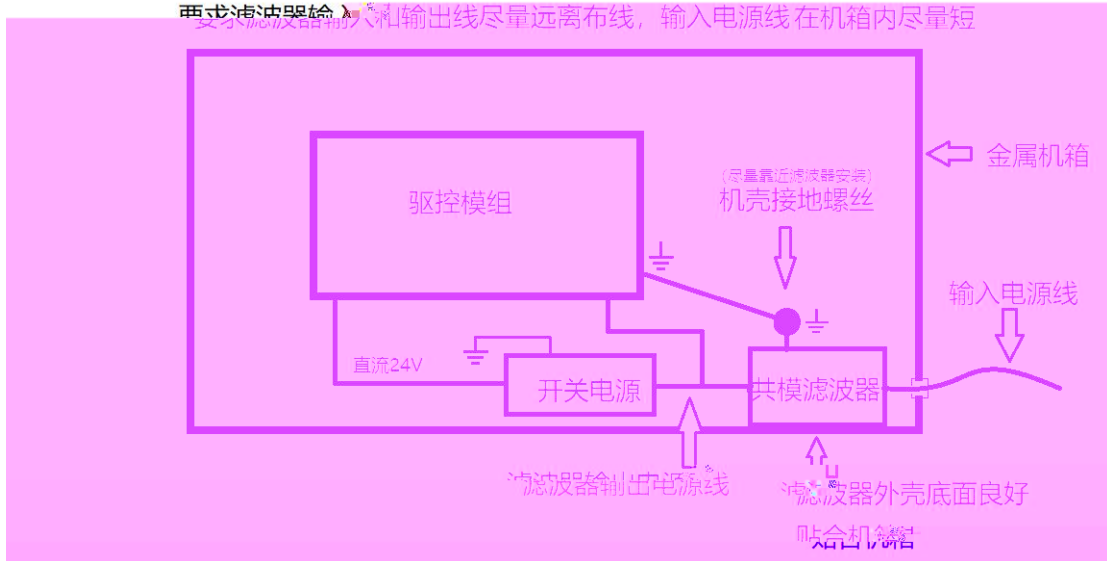 要求滤波器输入和输出线尽量远离布线，输入电源线在机箱内尽量短
金属机箱
(尽量靠近滤波器安装)
机壳接地螺丝
驱控模组
输入电源线
直流24V
开关电源
共模滤波器
滤波器输出电源线
滤波器外壳底面良好
贴合机箱